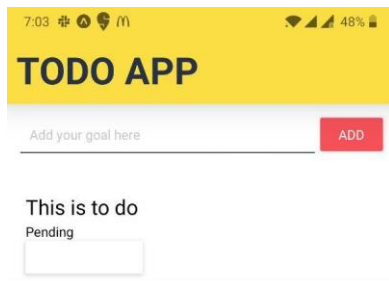 7:03 48%
TODO APP
Add your goal here ADD
This is to do
Pending